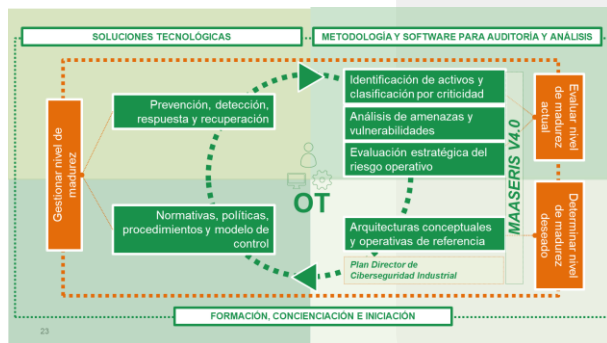 SOLUCIONES TECNOLÓGICAS
METODOLOGÍA Y SOFTWARE PARA AUDITORÍA Y ANÁLISIS
Gestionar nivel de
madurez
Prevención, detección,
respuesta y recuperación
Normativas, políticas,
procedimientos y modelo de
control
OT
Identificación de activos y
clasificación por criticidad
Análisis de amenazas y
vulnerabilidades
Evaluación estratégica del
riesgo operativo
Arquitecturas conceptuales
y operativas de referencia
Plan Director de
Ciberseguridad Industrial
MAASERIS V4.0
Evaluar nivel
de madurez
actual
Determinar nivel
de madurez
deseado
FORMACIÓN, CONCIENCIACIÓN E INICIACIÓN
23